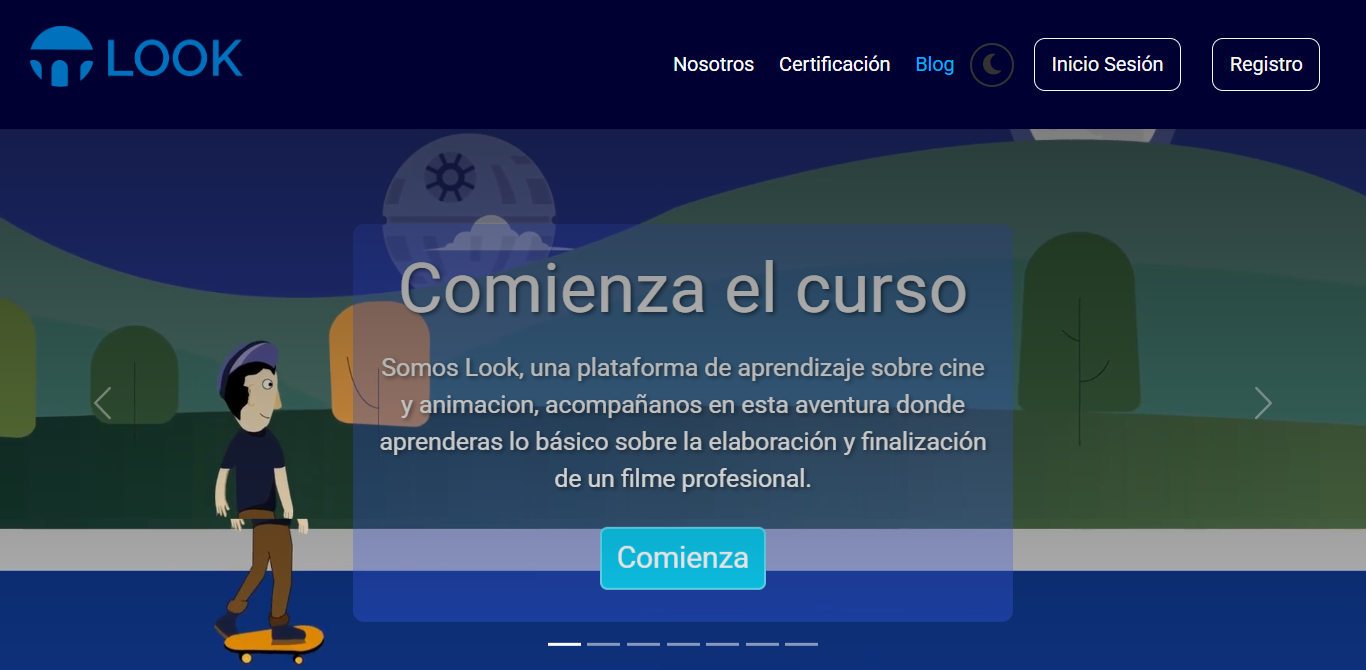 LOOK
Nosotros Certificación Blog Inicio Sesión Registro
Comienza el curso
Somos Look, una plataforma de aprendizaje sobre cine
y animacion, acompañanos en esta aventura donde
aprenderas lo básico sobre la elaboración y finalización
de un filme profesional.
Comienza